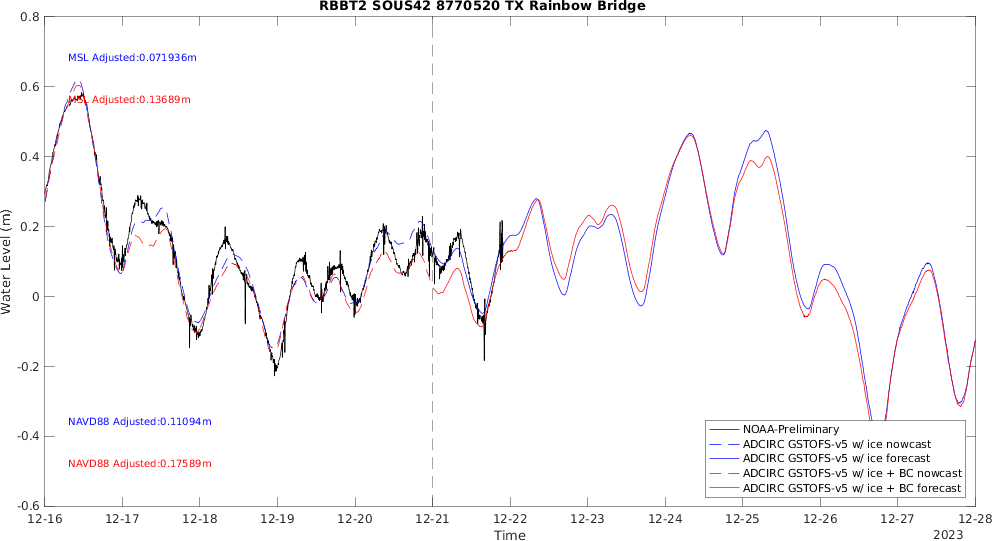 RBBT2 SOUS42 8770520 TX Rainbow Bridge
0.8
0.6
0.4
0.2
0
-0.2
-0.4
-0.6
Water Level (m)
MSL Adjusted:0.071936m
MSL Adjusted:0.13689m
NAVD88 Adjusted:0.11094m
NAVD88 Adjusted:0.17589m
NOAA-Preliminary
ADCIRC GSTOFS-v5 w/ ice nowcast
ADCIRC GSTOFS-v5 w/ ice forecast
ADCIRC GSTOFS-v5 w/ ice + BC nowcast
ADCIRC GSTOFS-v5 w/ ice + BC forecast
12-16 12-17 12-18 12-19 12-20 12-21 12-22 12-23 12-24 12-25 12-26 12-27 12-28
Time
2023